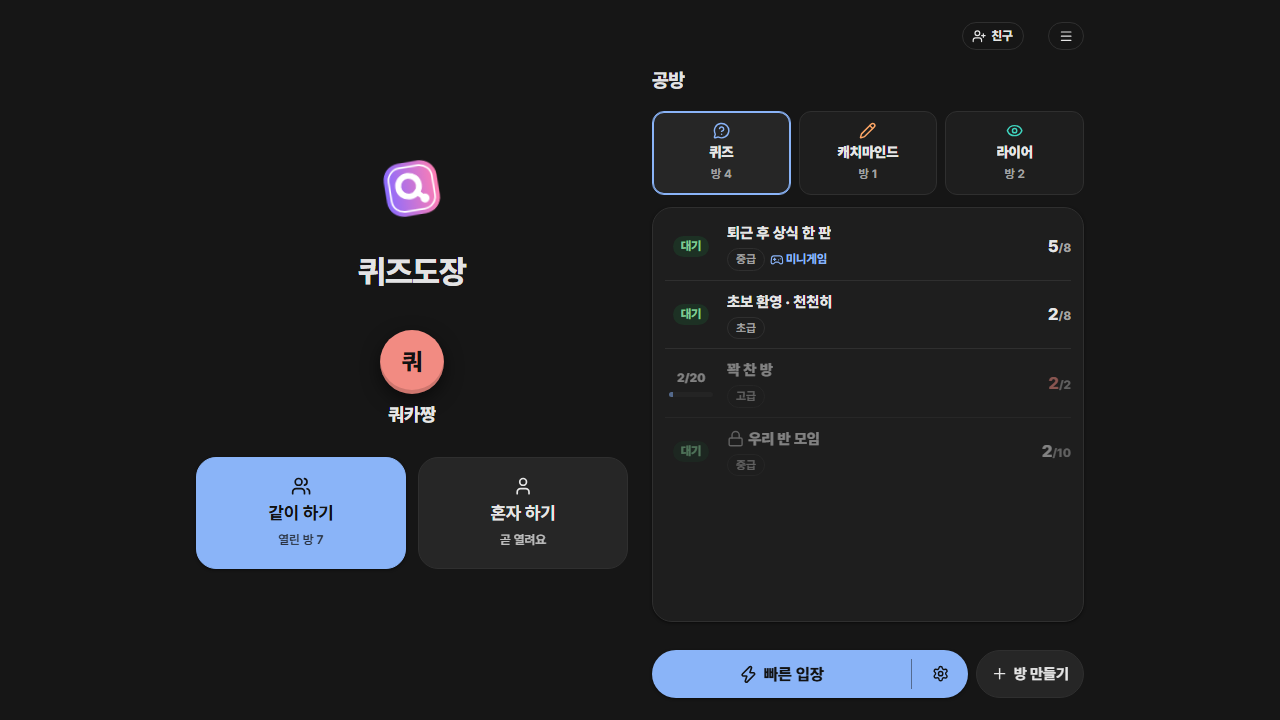 친구
공방
퀴즈
방 4
캐치마인드
방 1
라이어
방 2
퀴즈도장
쿼
쿼카짱
같이 하기
열린 방 7
혼자 하기
곧 열려요
대기
퇴근 후 상식 한 판
중급
미니게임
5/8
대기
초보 환영 · 천천히
초급
2/8
2/20
꽉 찬 방
고급
2/2
대기
우리 반 모임
중급
2/10
빠른 입장
방 만들기